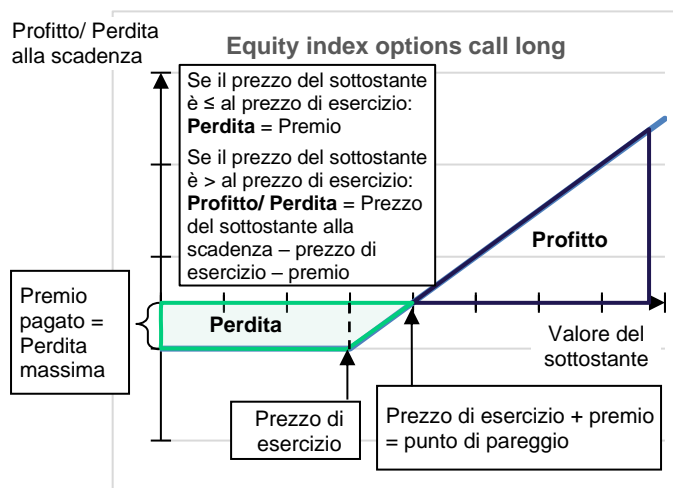 Profitto/ Perdita
alla scadenza
Equity index options call long
Se il prezzo del sottostante
è ≤ al prezzo di esercizio:
Perdita = Premio
Se il prezzo del sottostante
è > al prezzo di esercizio:
Profitto/ Perdita = Prezzo
del sottostante alla
scadenza – prezzo di
esercizio – premio
Profitto
Premio
pagato =
Perdita
massima
Perdita
Valore del
sottostante
Prezzo di
esercizio
Prezzo di esercizio + premio
= punto di pareggio